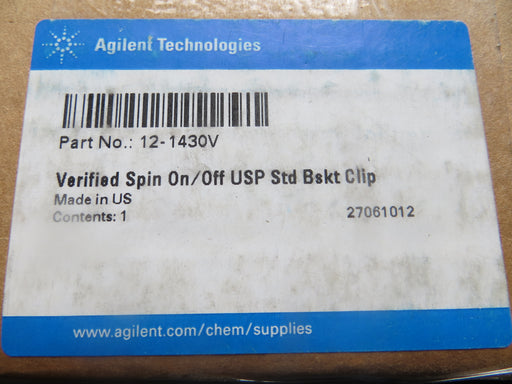 Agilent Technologies
Part No.: 12-1430V
Verified Spin On/Off USP Std Bskt Clip
Made in US
Contents: 1 27061012
www.agilent.com/chem/supplies